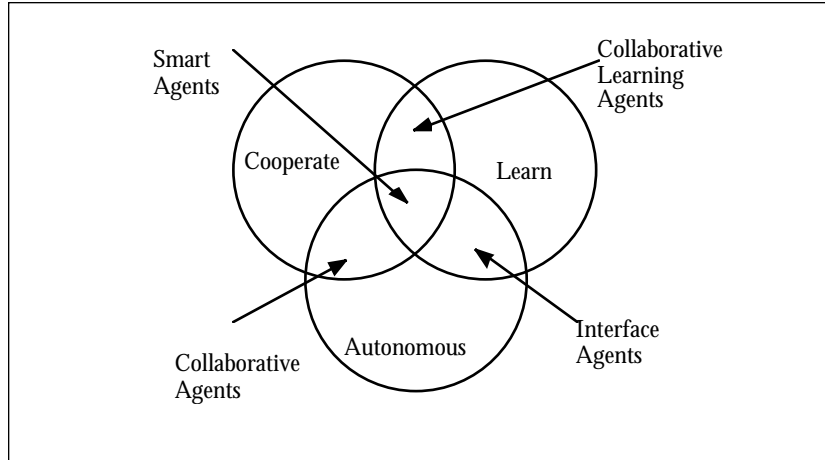 Smart
Agents
Collaborative
Learning
Agents
Cooperate
Learn
Autonomous
Collaborative
Agents
Interface
Agents